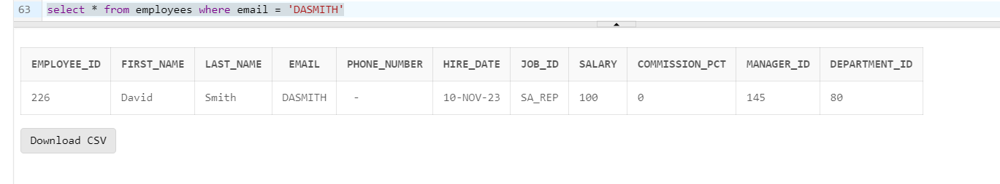 63 select * from employees where email = 'DASMITH'
EMPLOYEE_ID FIRST_NAME LAST_NAME EMAIL PHONE_NUMBER HIRE_DATE JOB_ID SALARY COMMISSION_PCT MANAGER_ID DEPARTMENT_ID
226 David Smith DASMITH - 10-NOV-23 SA_REP 100 0 145 80
Download CSV